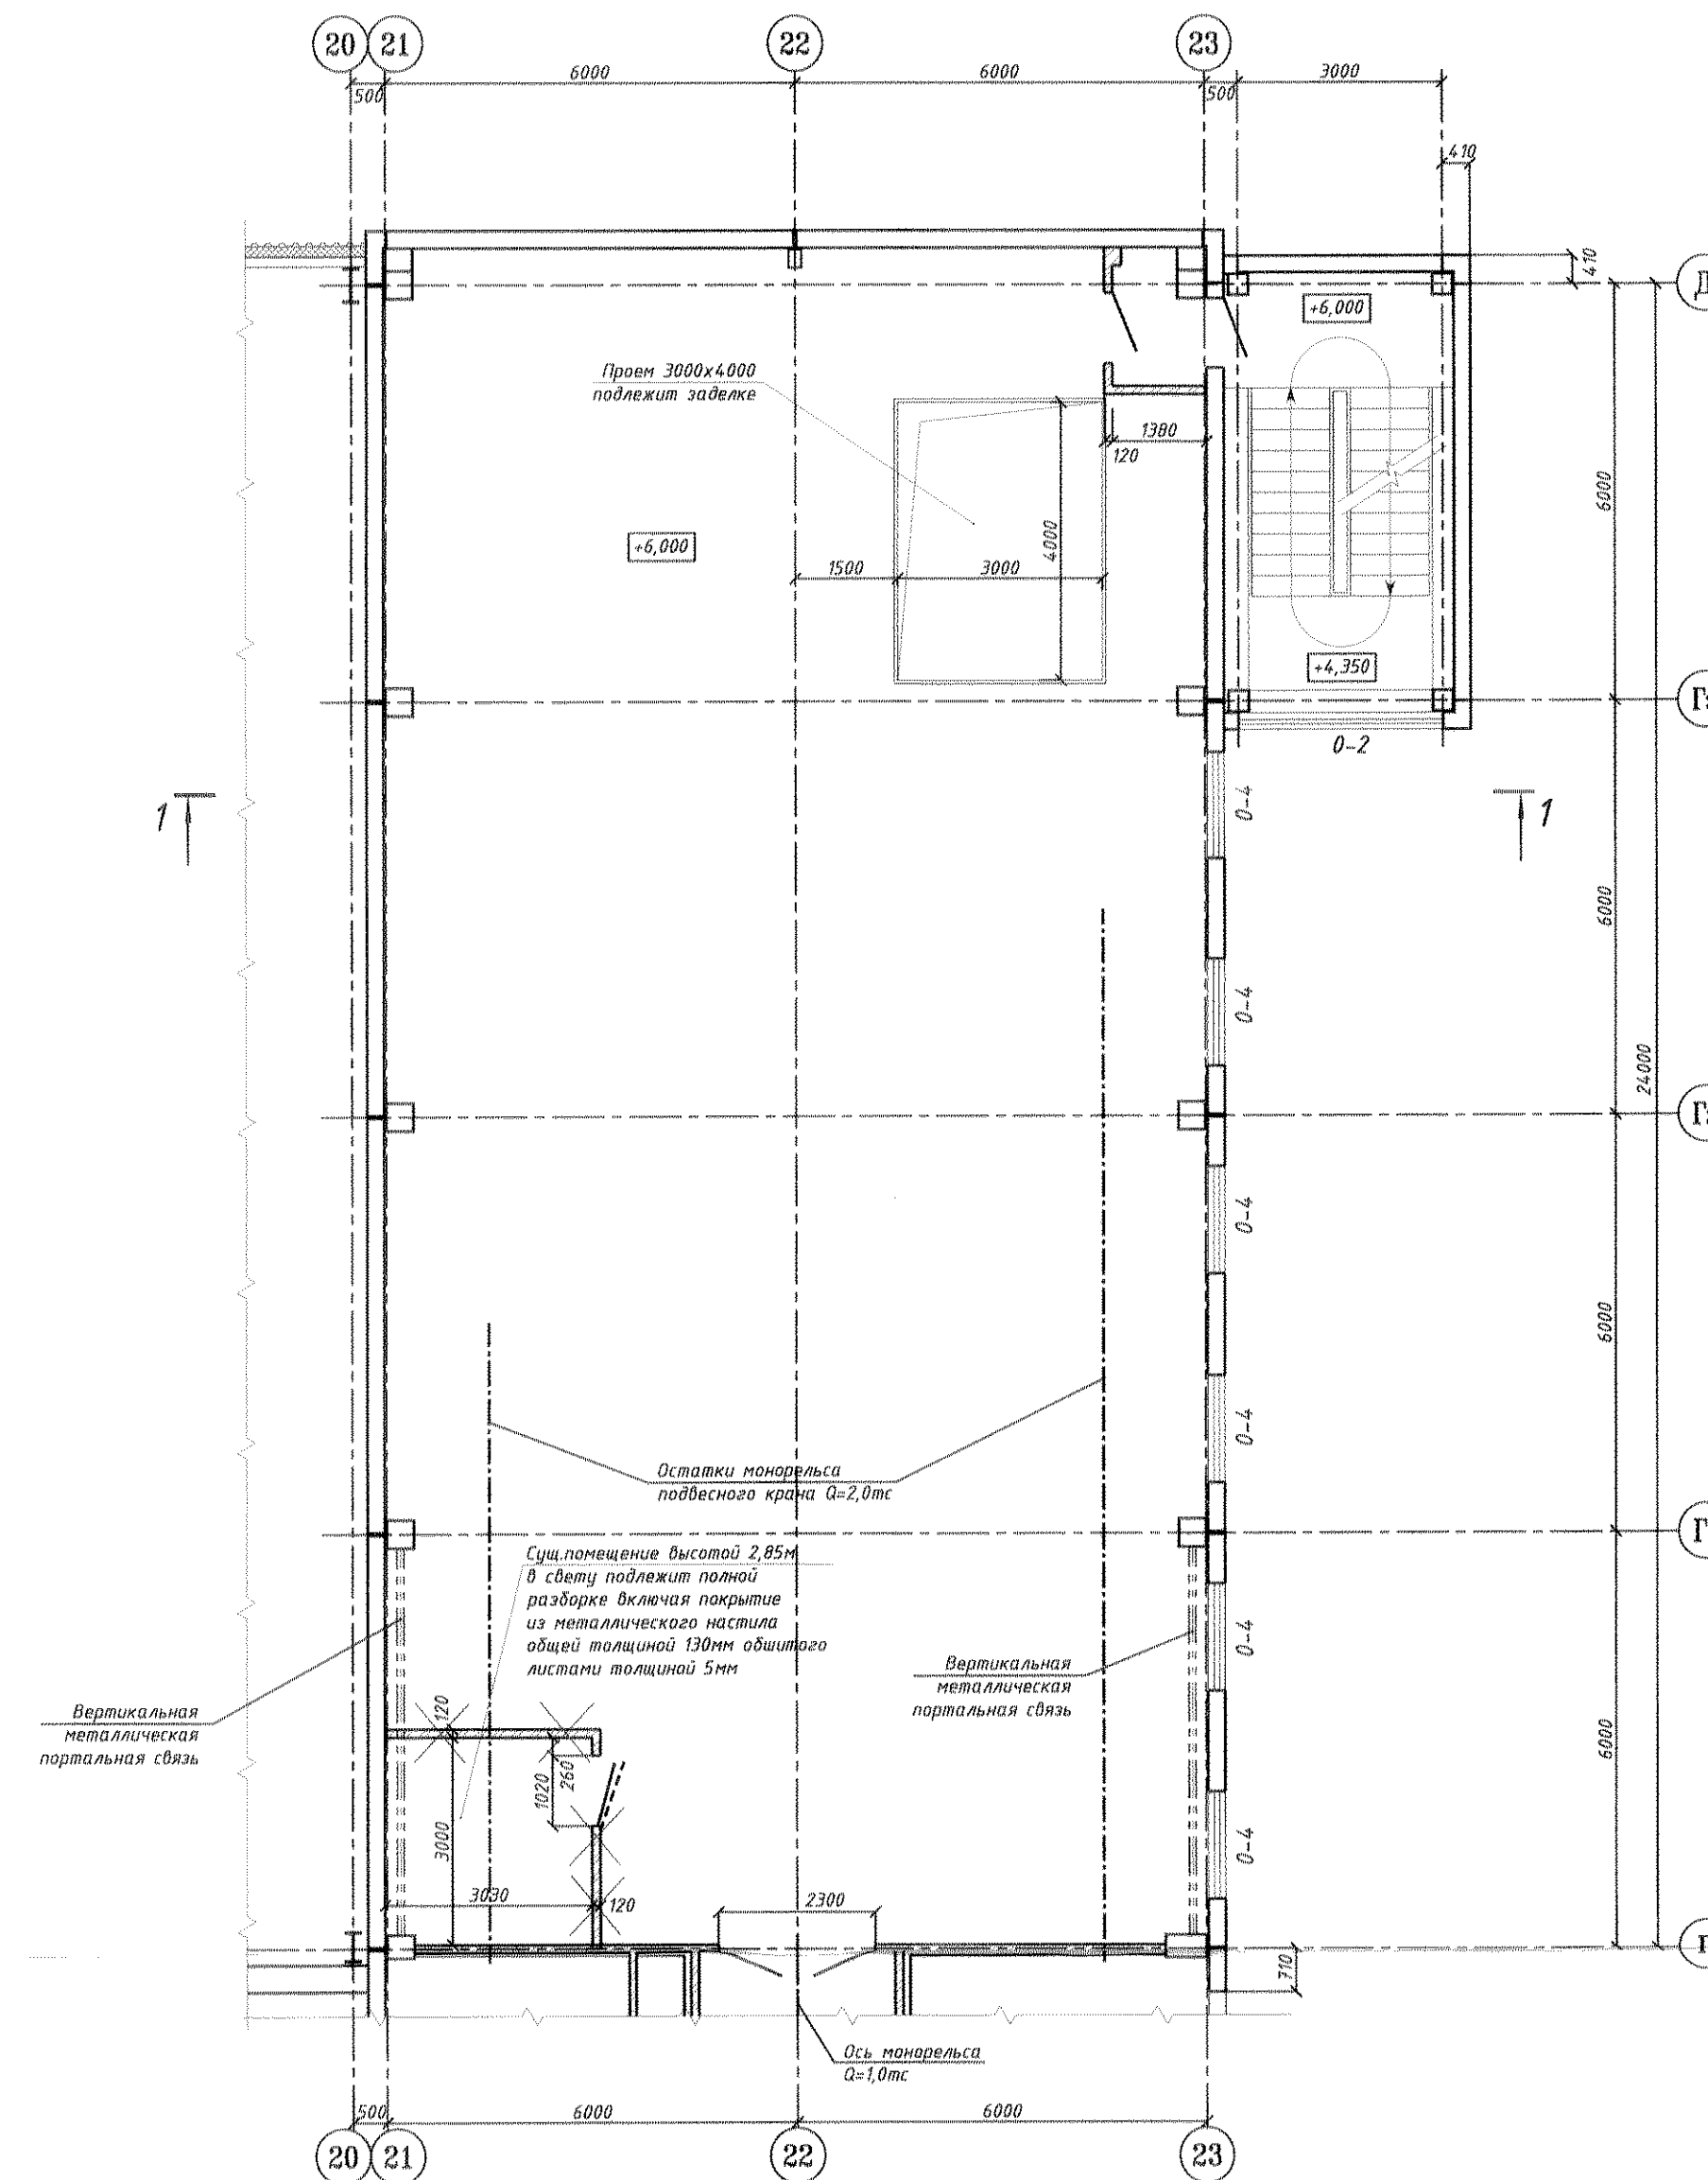 20 21 22 23
6000 6000 3000
500 500
410
410
Д
+6,000
Проем 3000х4000
подлежит заделке
1380
120
6000
4000
+6,000
1500 3000
+4,350
0-2
1 1
0-4
6000
0-4
24000
0-4
6000
0-4
Остатки монорельса
подвесного крана Q=2,0тс
Г
Сущ.помещение высотой 2,85м
в свету подлежит полной
разборке включая покрытие
из металлического настила
общей толщиной 130мм обшитого
листами толщиной 5мм
0-4
Вертикальная
металлическая
портальная связь
Вертикальная
металлическая
портальная связь
120
6000
260
1020
3000
0-4
3030 120
2300
710
Ось монорельса
Q=1,0тс
500 6000 6000
20 21 22 23